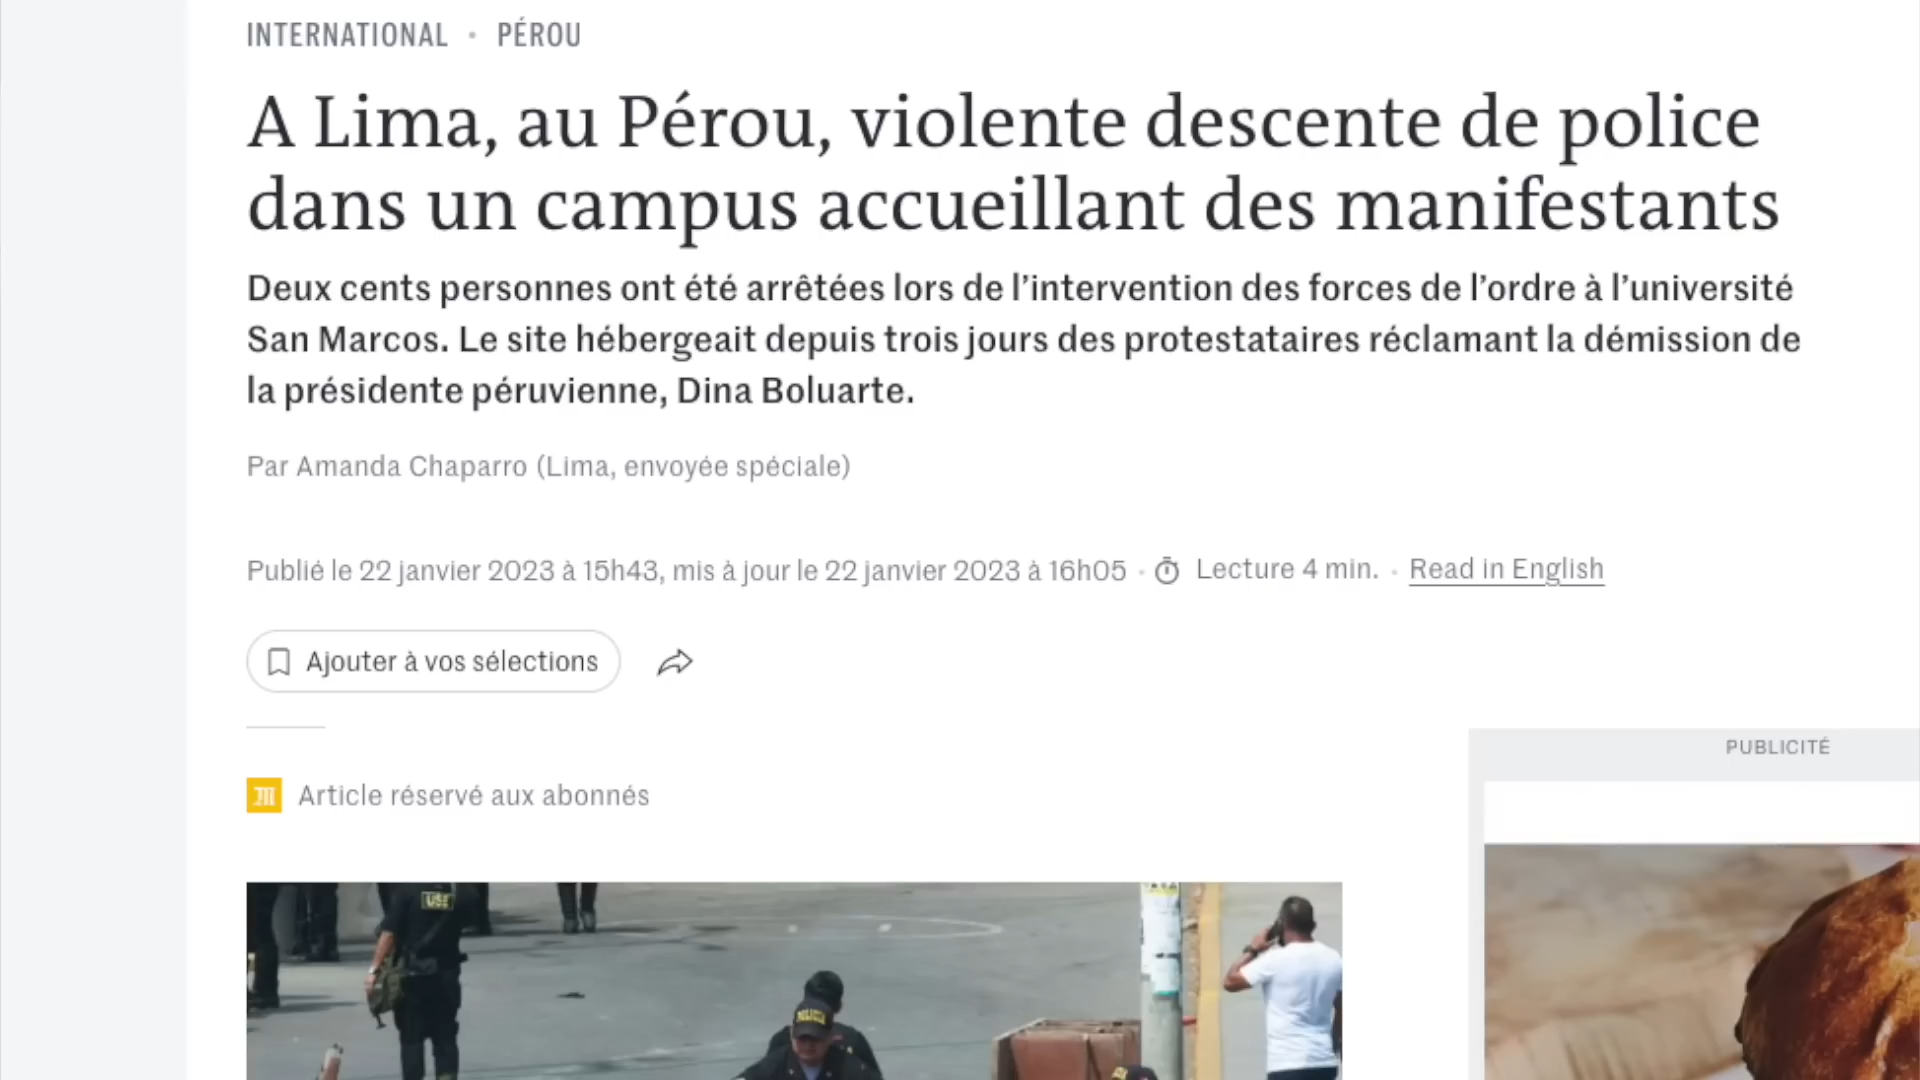 INTERNATIONAL • PÉROU
A Lima, au Pérou, violente descente de police
dans un campus accueillant des manifestants
Deux cents personnes ont été arrêtées lors de l’intervention des forces de l’ordre à l’université
San Marcos. Le site hébergeait depuis trois jours des protestataires réclamant la démission de
la présidente péruvienne, Dina Boluarte.
Par Amanda Chaparro (Lima, envoyée spéciale)
Publié le 22 janvier 2023 à 15h43, mis à jour le 22 janvier 2023 à 16h05 • Lecture 4 min. • Read in English
Ajouter à vos sélections
PUBLICITÉ
M Article réservé aux abonnés
USE
POLICIA